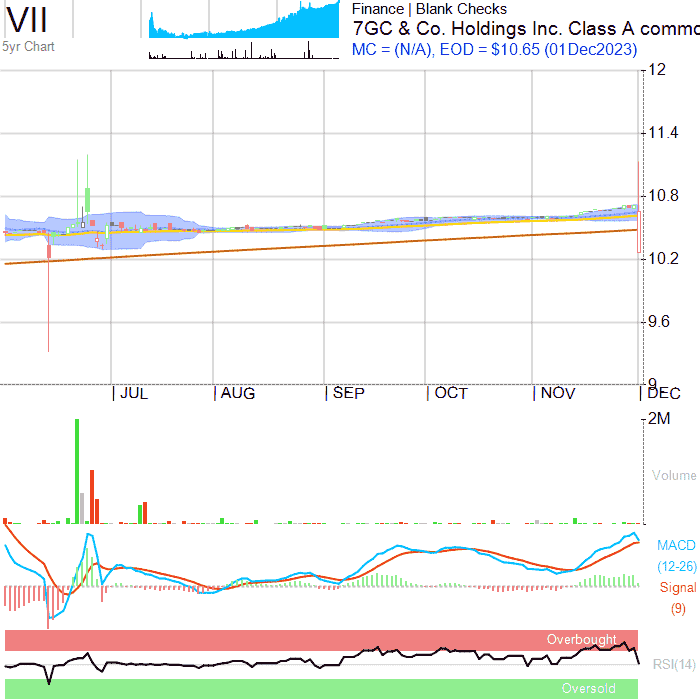 VII
5yr Chart
Finance | Blank Checks
7GC & Co. Holdings Inc. Class A commo
MC = (N/A), EOD = $10.65 (01Dec2023)
12
11.4
10.8
10.2
9.6
9
JUL AUG SEP OCT NOV DEC
2M
Volume
MACD
(12-26)
Signal
(9)
Overbought
RSI(14)
Oversold